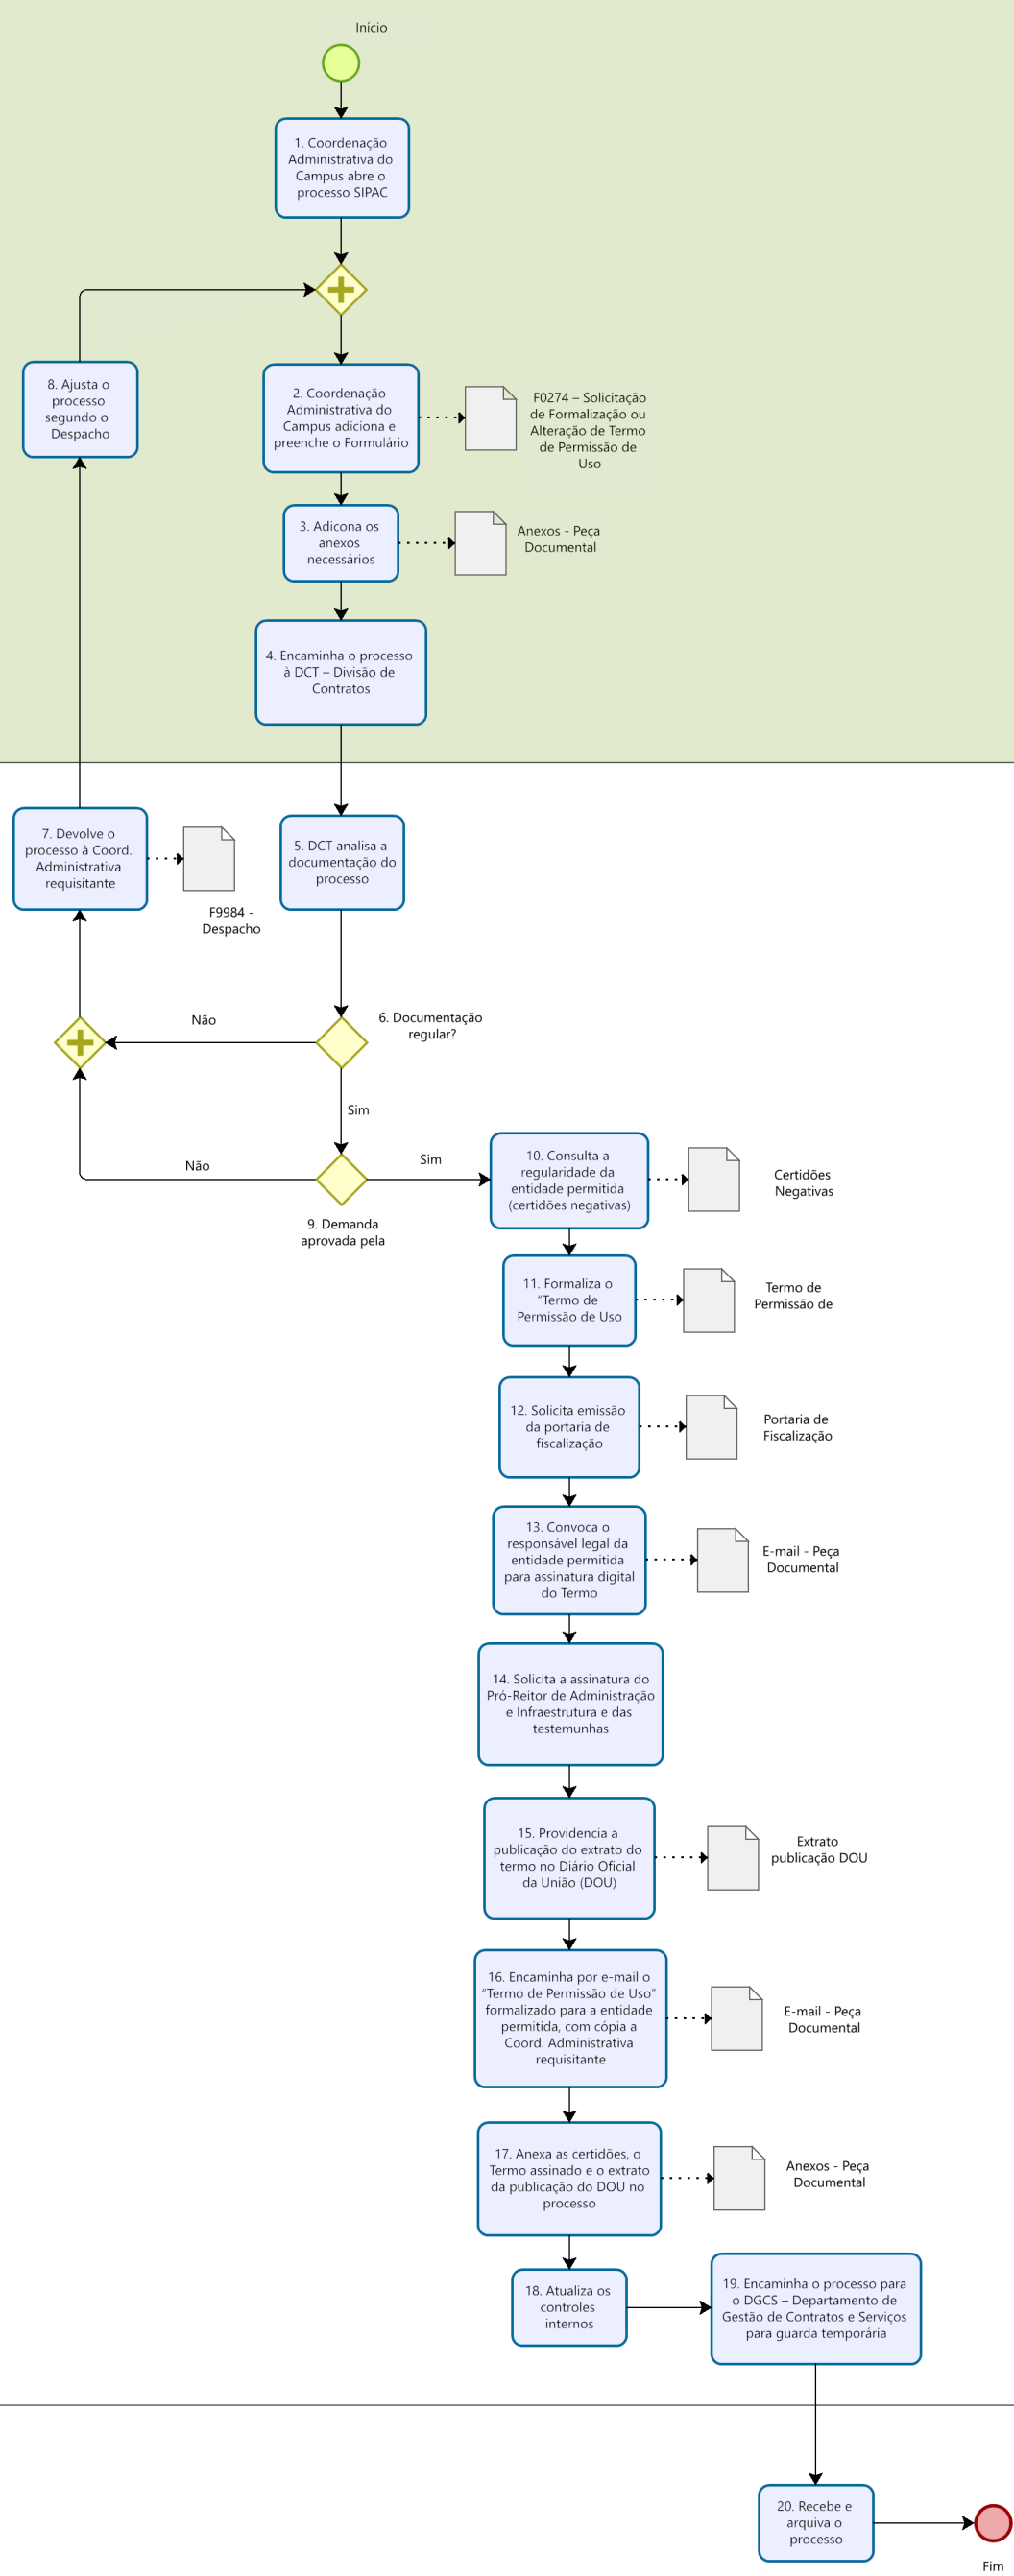 Início
1. Coordenação
Administrativa do
Campus abre o
processo SIPAC
8. Ajusta o
processo
segundo o
Despacho
2. Coordenação
Administrativa do
Campus adiciona e
preenche o Formulário
F0274 – Solicitação
de Formalização ou
Alteração de Termo
de Permissão de
Uso
3. Adicona os
anexos
necessários
Anexos - Peça
Documental
4. Encaminha o processo
à DCT – Divisão de
Contratos
7. Devolve o
processo à Coord.
Administrativa
requisitante
F9984 -
Despacho
5. DCT analisa a
documentação do
processo
6. Documentação
regular?
Não
Sim
Não
Sim
9. Demanda
aprovada pela
10. Consulta a
regularidade da
entidade permitida
(certidões negativas)
Certidões
Negativas
11. Formaliza o
“Termo de
Permissão de Uso
Termo de
Permissão de
12. Solicita emissão
da portaria de
fiscalização
Portaria de
Fiscalização
13. Convoca o
responsável legal da
entidade permitida
para assinatura digital
do Termo
E-mail - Peça
Documental
14. Solicita a assinatura do
Pró-Reitor de Administração
e Infraestrutura e das
testemunhas
15. Providencia a
publicação do extrato do
termo no Diário Oficial
da União (DOU)
Extrato
publicação DOU
16. Encaminha por e-mail o
“Termo de Permissão de Uso”
formalizado para a entidade
permitida, com cópia a
Coord. Administrativa
requisitante
E-mail - Peça
Documental
17. Anexa as certidões, o
Termo assinado e o extrato
da publicação do DOU no
processo
Anexos - Peça
Documental
18. Atualiza os
controles
internos
19. Encaminha o processo para
o DGCS – Departamento de
Gestão de Contratos e Serviços
para guarda temporária
20. Recebe e
arquiva o
processo
Fim